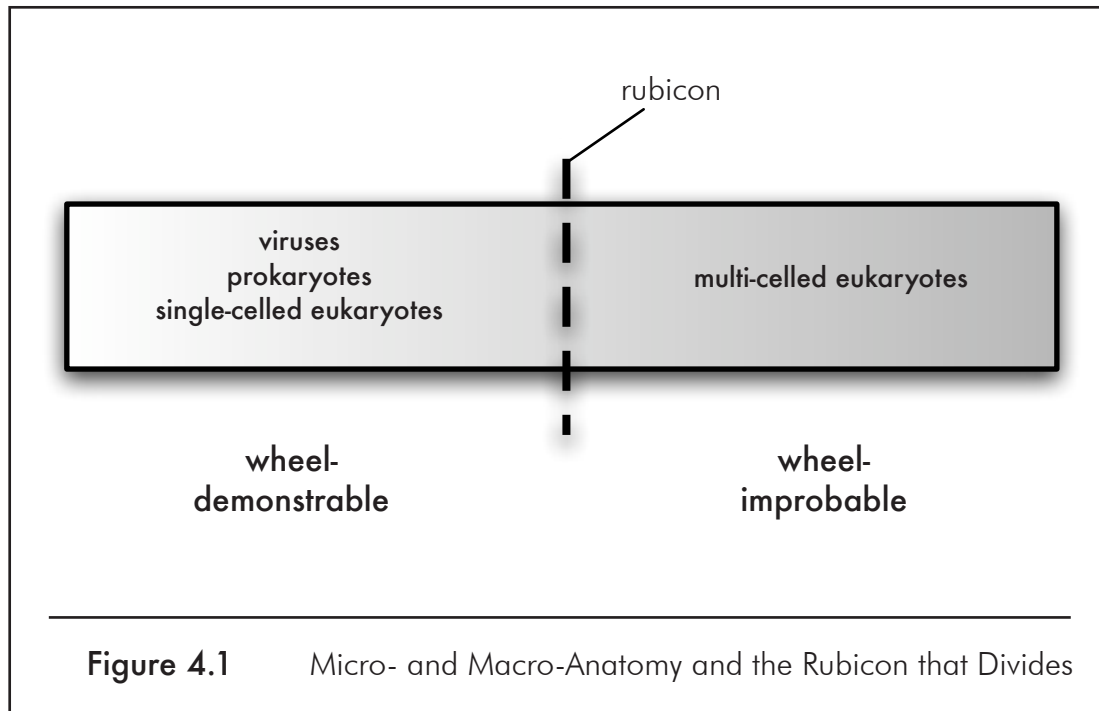 rubicon
viruses
prokaryotes
single-celled eukaryotes
multi-celled eukaryotes
wheel-
demonstrable
wheel-
improbable
Figure 4.1 Micro- and Macro-Anatomy and the Rubicon that Divides